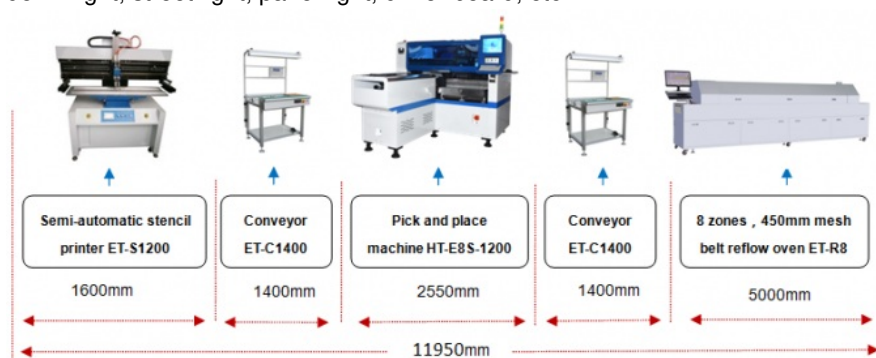 Semi-automatic stencil
printer ET-S1200
Conveyor
ET-C1400
Pick and place
machine HT-E8S-1200
Conveyor
ET-C1400
8 zones , 450mm mesh
belt reflow oven ET-R8
1600mm
1400mm
2550mm
1400mm
5000mm
11950mm